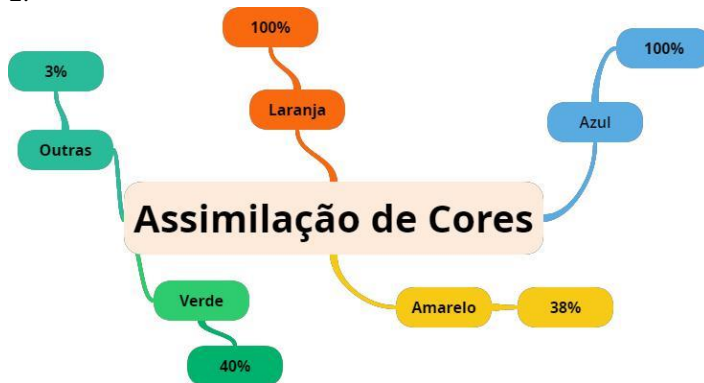 100%
Laranja
100%
Azul
3%
Outras
Assimilação de Cores
Verde
40%
Amarelo
38%